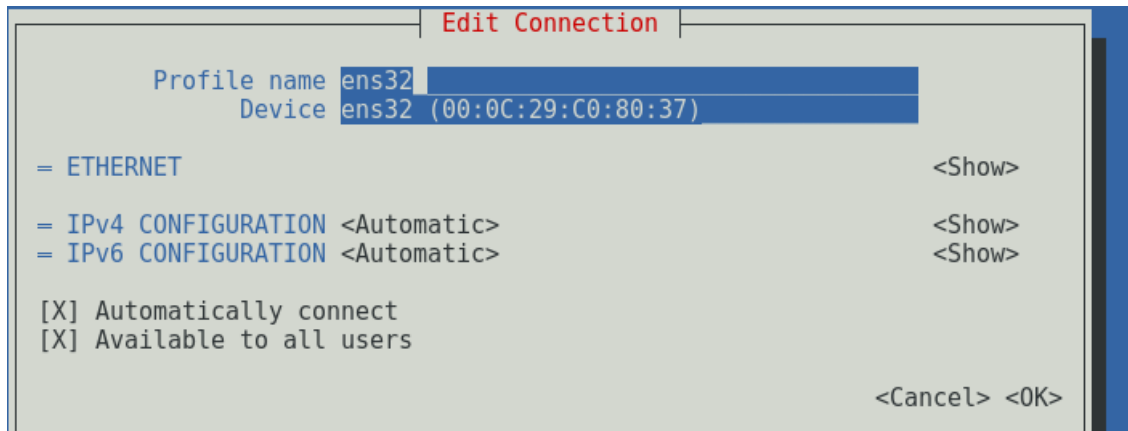 Edit Connection
Profile name ens32
Device ens32 (00:0C:29:C0:80:37)
= ETHERNET <Show>
= IPv4 CONFIGURATION <Automatic> <Show>
= IPv6 CONFIGURATION <Automatic> <Show>
[X] Automatically connect
[X] Available to all users
<Cancel> <OK>